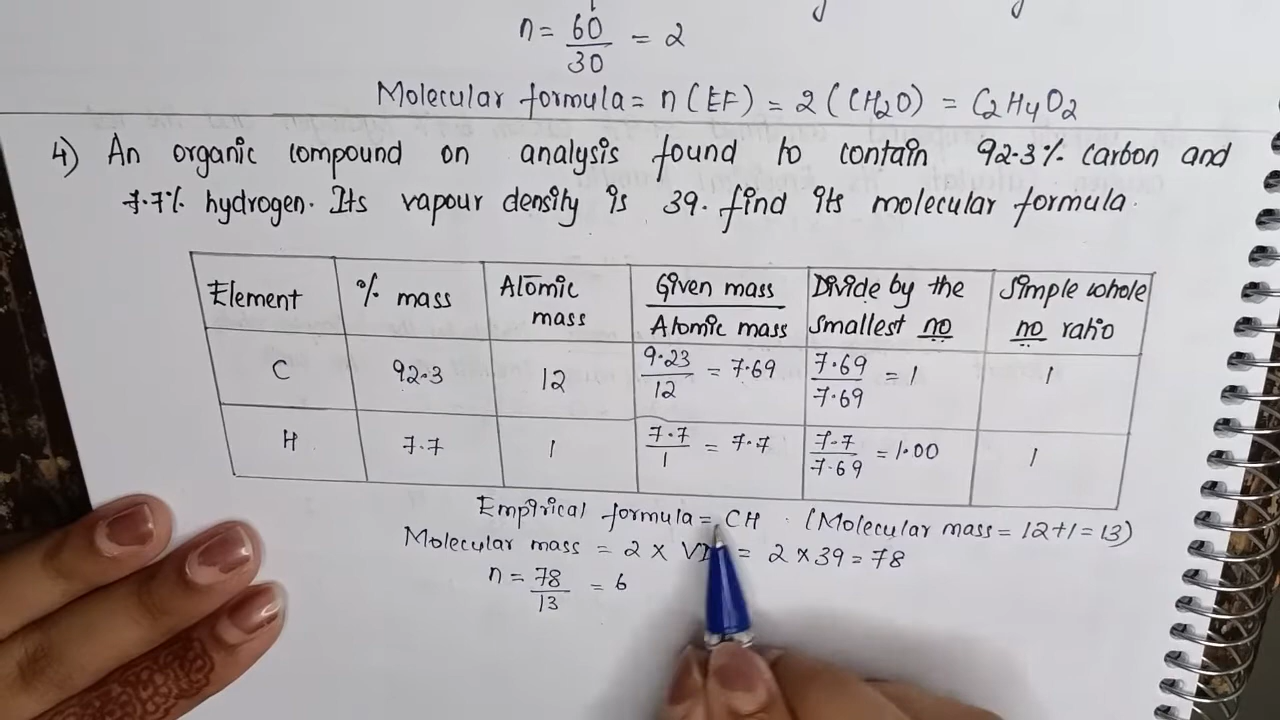 n = 60/30 = 2
Molecular formula = n (EF) = 2 (CH2O) = C2H4O2
4) An organic compound on analysis found to contain 92.3% carbon and
7.7% hydrogen. Its vapour density is 39. find its molecular formula.
Element | % mass | Atomic mass | Given mass / Atomic mass | Divide by the smallest no | Simple whole no ratio
C | 92.3 | 12 | 9.23/12 = 7.69 | 7.69/7.69 = 1 | 1
H | 7.7 | 1 | 7.7/1 = 7.7 | 7.7/7.69 = 1.00 | 1
Empirical formula = CH . (Molecular mass = 12+1 = 13)
Molecular mass = 2 × VD = 2 × 39 = 78
n = 78/13 = 6